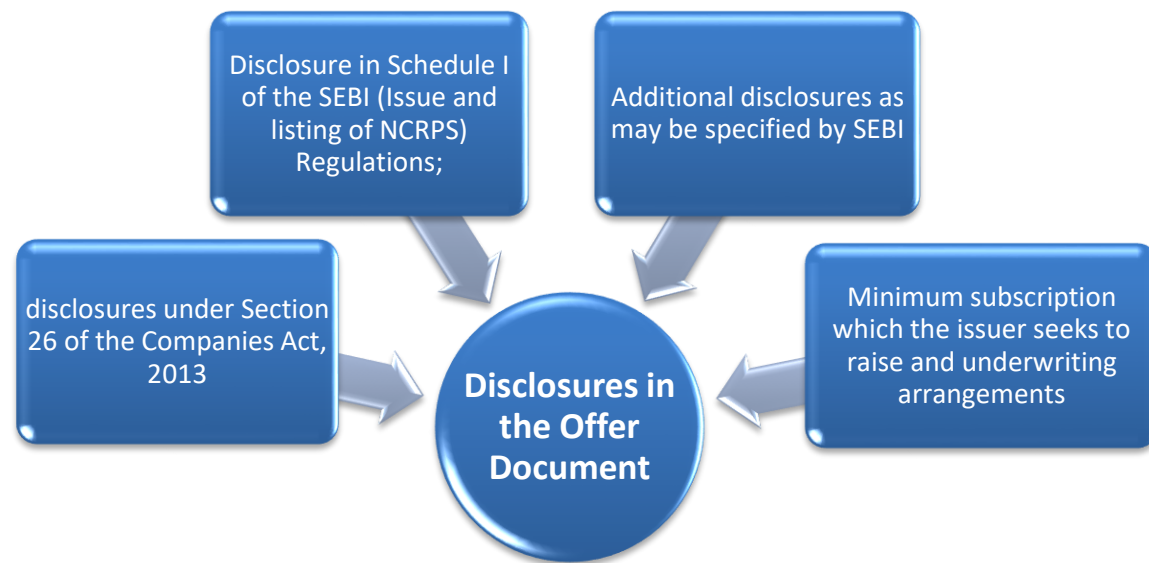 Disclosure in Schedule I
of the SEBI (Issue and
listing of NCRPS)
Regulations;
Additional disclosures as
may be specified by SEBI
disclosures under Section
26 of the Companies Act,
2013
Minimum subscription
which the issuer seeks to
raise and underwriting
arrangements
Disclosures in
the Offer
Document